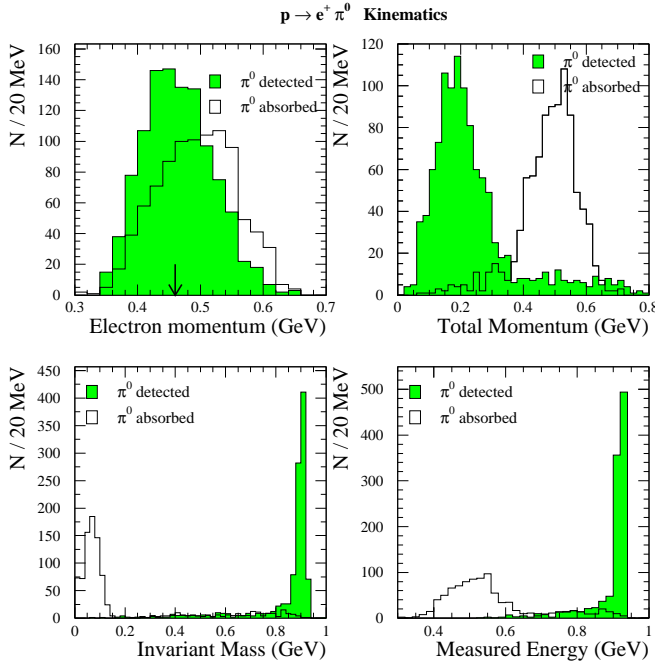 p → e⁺ π⁰ Kinematics
N / 20 MeV
160
140
120
100
80
60
40
20
0
π⁰ detected
π⁰ absorbed
0.3 0.4 0.5 0.6 0.7
Electron momentum (GeV)
N / 20 MeV
120
100
80
60
40
20
0
π⁰ detected
π⁰ absorbed
0 0.2 0.4 0.6 0.8
Total Momentum (GeV)
N / 20 MeV
450
400
350
300
250
200
150
100
50
0
π⁰ detected
π⁰ absorbed
0 0.2 0.4 0.6 0.8 1
Invariant Mass (GeV)
N / 20 MeV
500
400
300
200
100
0
π⁰ detected
π⁰ absorbed
0.4 0.6 0.8 1
Measured Energy (GeV)